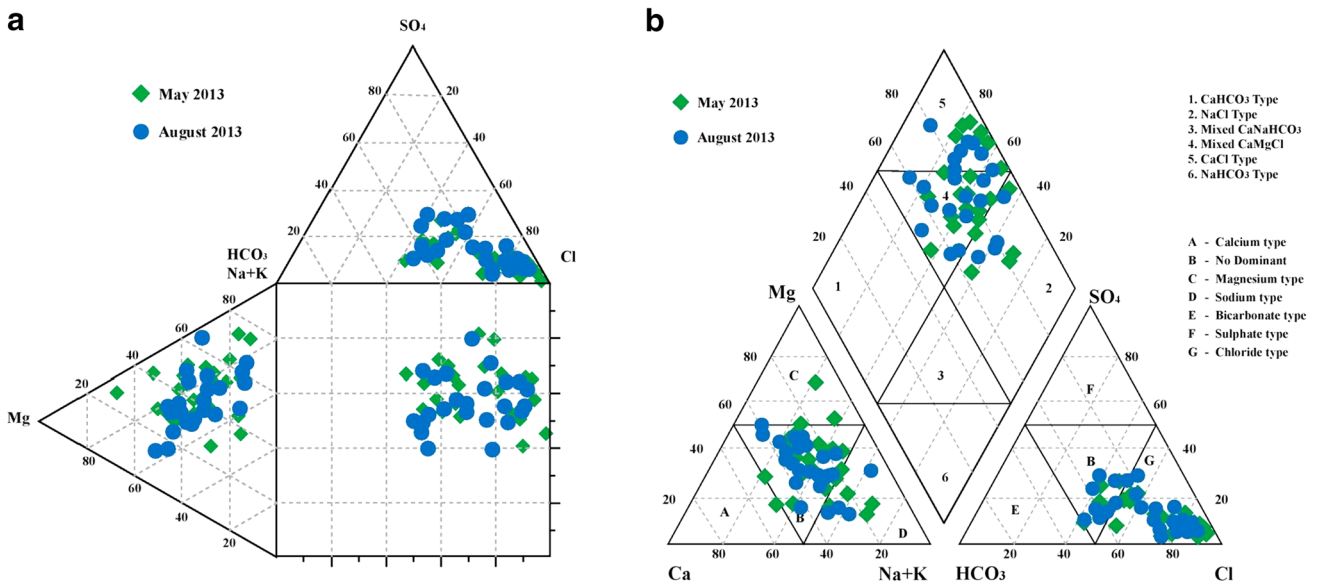 a
SO4
80
20
May 2013
August 2013
60
40
40
60
20
80
HCO3
Na+K
Cl
80
60
40
20
Mg
80
60
40
20
b
May 2013
August 2013
5
80
80
60
60
40
4
40
20
20
1
2
3
6
1. CaHCO3 Type
2. NaCl Type
3. Mixed CaNaHCO3
4. Mixed CaMgCl
5. CaCl Type
6. NaHCO3 Type
A - Calcium type
B - No Dominant
C - Magnesium type
D - Sodium type
E - Bicarbonate type
F - Sulphate type
G - Chloride type
Mg
80
C
60
40
20
A
B
D
80
60
40
20
Ca
Na+K
SO4
80
F
60
40
B
G
20
E
20
40
60
80
HCO3
Cl